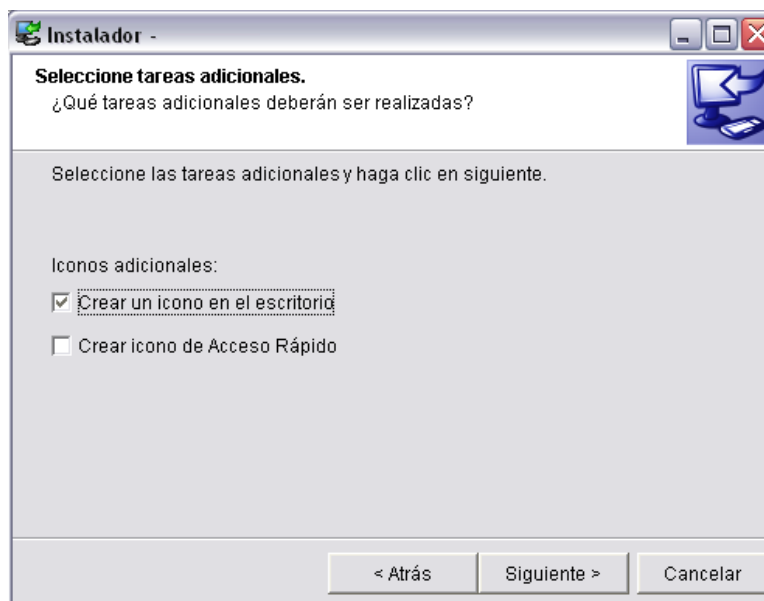 Instalador -
Seleccione tareas adicionales.
¿Qué tareas adicionales deberán ser realizadas?
Seleccione las tareas adicionales y haga clic en siguiente.
Iconos adicionales:
Crear un icono en el escritorio
Crear icono de Acceso Rápido
< Atrás
Siguiente >
Cancelar